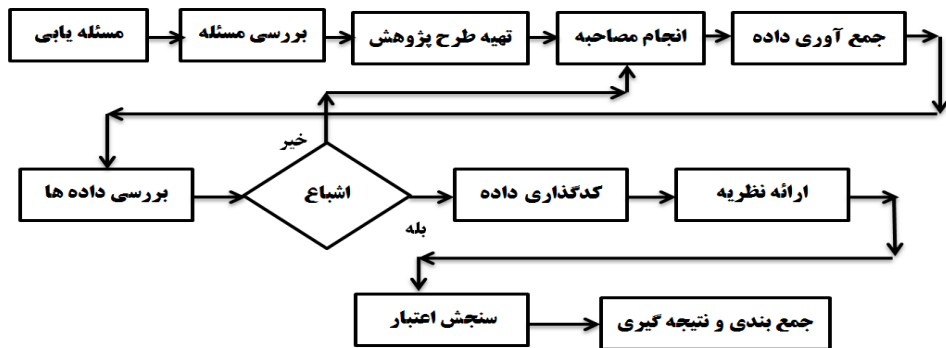 مسئله یابی
بررسی مسئله
تهیه طرح پژوهش
انجام مصاحبه
جمع آوری داده
خیر
بررسی داده ها
اشباع
بله
کدگذاری داده
ارائه نظریه
سنجش اعتبار
جمع بندی و نتیجه گیری